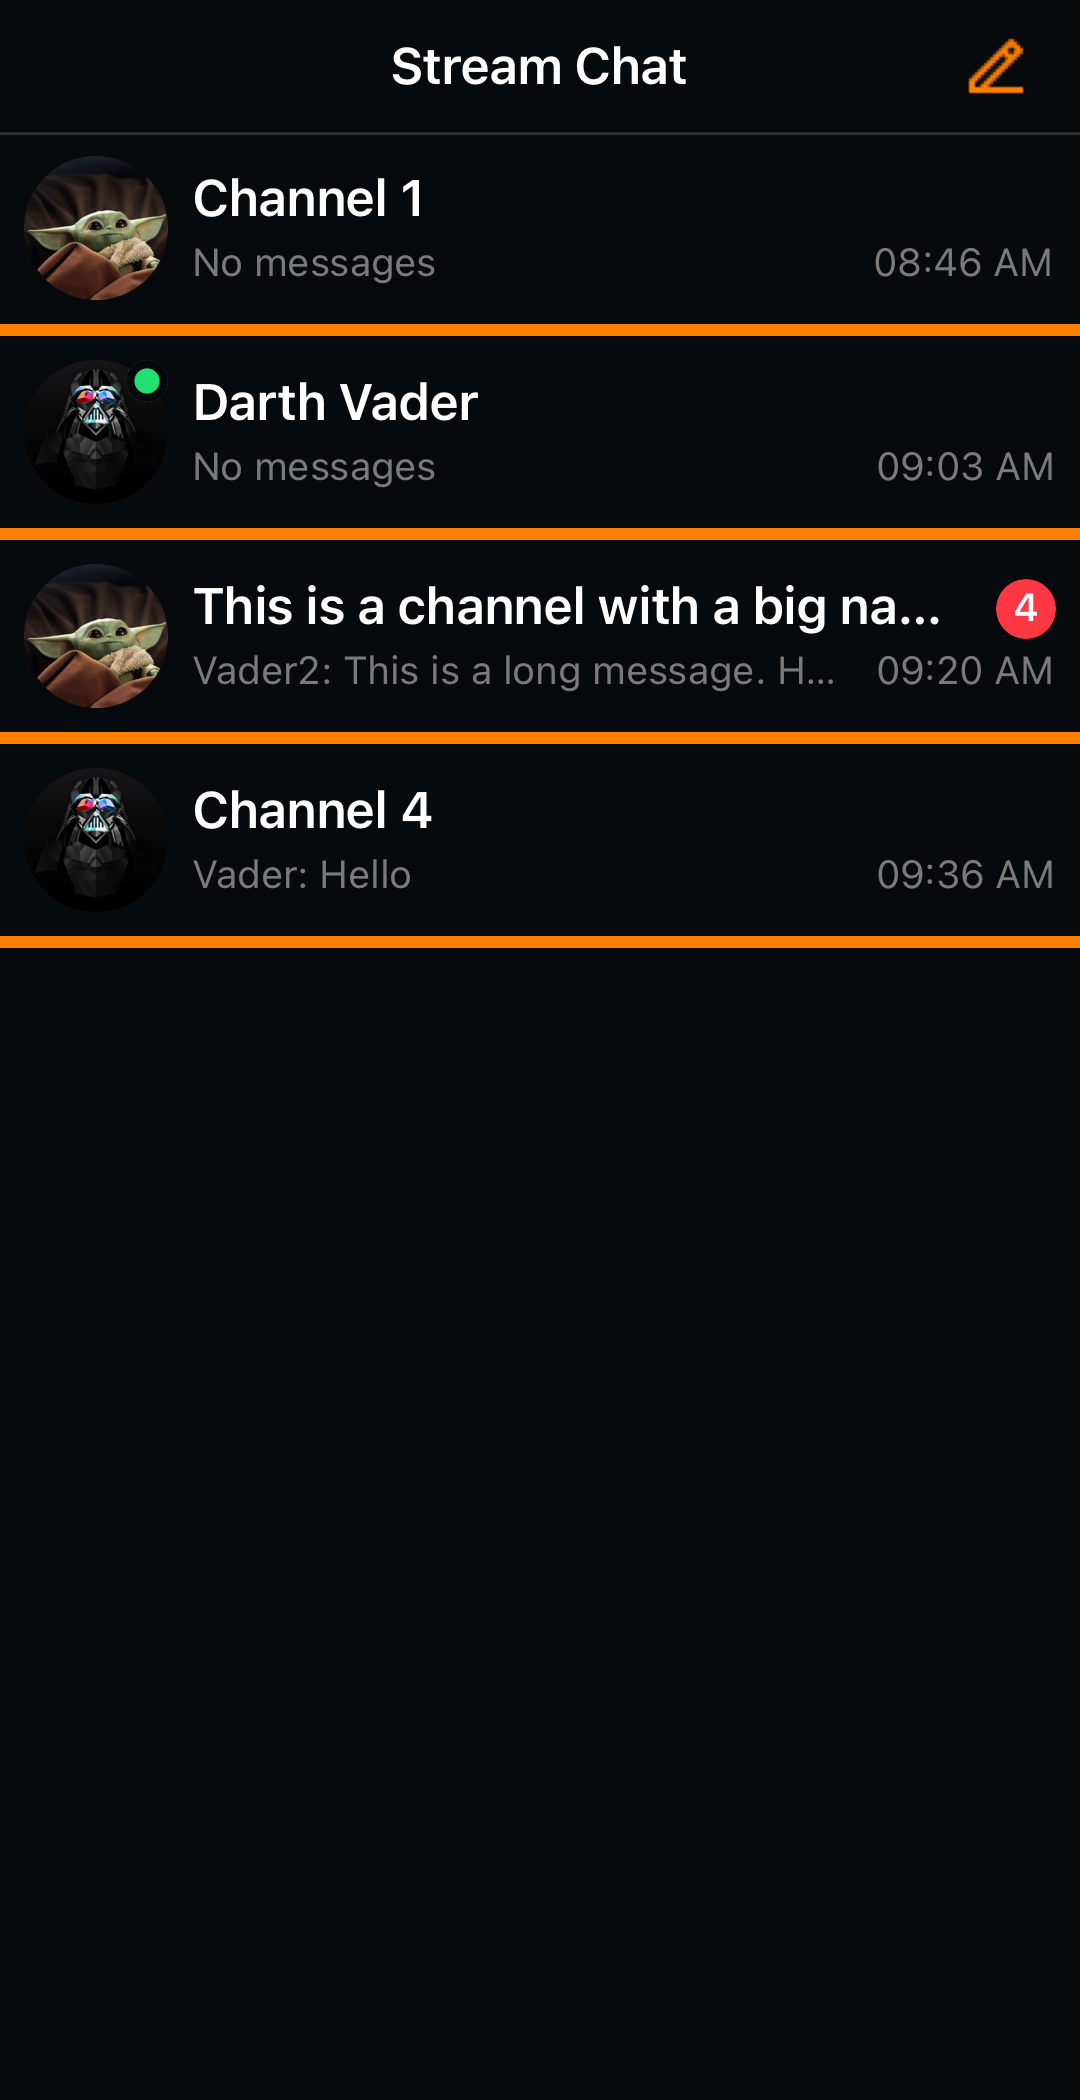 Stream Chat
Channel 1
No messages 08:46 AM
Darth Vader
No messages 09:03 AM
This is a channel with a big na... 4
Vader2: This is a long message. H... 09:20 AM
Channel 4
Vader: Hello 09:36 AM